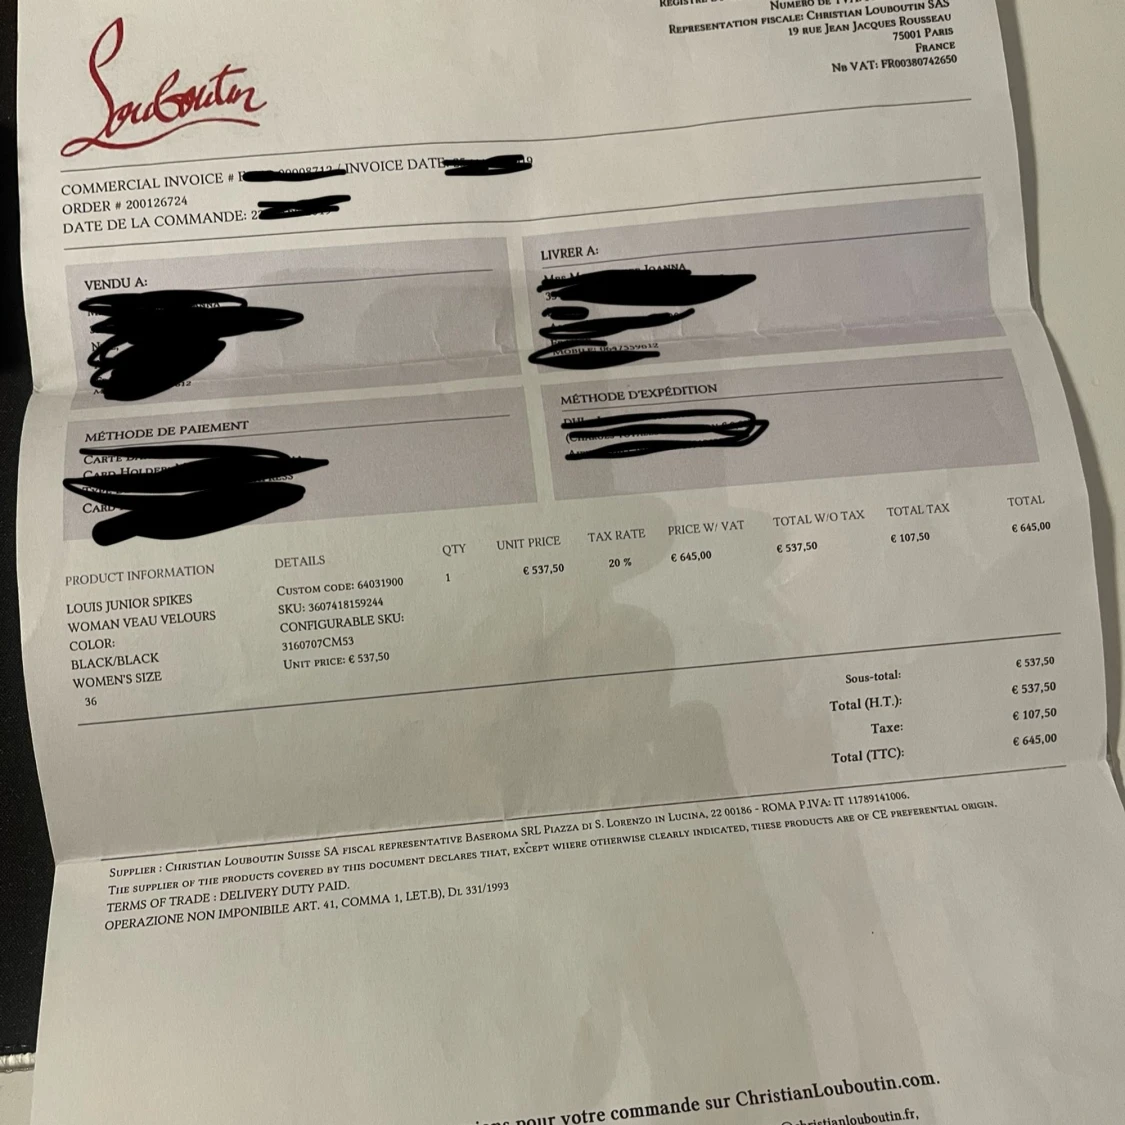 Louboutin
REPRESENTATION FISCALE: CHRISTIAN LOUBOUTIN SAS
19 RUE JEAN JACQUES ROUSSEAU
75001 PARIS
FRANCE
NB VAT: FR00380742650
COMMERCIAL INVOICE # / INVOICE DATE
ORDER # 200126724
DATE DE LA COMMANDE:
VENDU A:
LIVRER A:
MÉTHODE DE PAIEMENT
CARTE
CARD HOLDER
CARD
MÉTHODE D'EXPÉDITION
PRODUCT INFORMATION DETAILS QTY UNIT PRICE TAX RATE PRICE W/ VAT TOTAL W/O TAX TOTAL TAX TOTAL
LOUIS JUNIOR SPIKES
WOMAN VEAU VELOURS
COLOR:
BLACK/BLACK
WOMEN'S SIZE
36
CUSTOM CODE: 64031900
SKU: 3607418159244
CONFIGURABLE SKU:
3160707CM53
UNIT PRICE: € 537,50
1 € 537,50 20 % € 645,00 € 537,50 € 107,50 € 645,00
Sous-total: € 537,50
Total (H.T.): € 537,50
Taxe: € 107,50
Total (TTC): € 645,00
SUPPLIER : CHRISTIAN LOUBOUTIN SUISSE SA FISCAL REPRESENTATIVE BASEROMA SRL PIAZZA DI S. LORENZO IN LUCINA, 22 00186 - ROMA P.IVA: IT 11789141006.
THE SUPPLIER OF THE PRODUCTS COVERED BY THIS DOCUMENT DECLARES THAT, EXCEPT WHERE OTHERWISE CLEARLY INDICATED, THESE PRODUCTS ARE OF CE PREFERENTIAL ORIGIN.
TERMS OF TRADE : DELIVERY DUTY PAID.
OPERAZIONE NON IMPONIBILE ART. 41, COMMA 1, LET.B), DL 331/1993
pour votre commande sur ChristianLouboutin.com.
@christianlouboutin.fr,